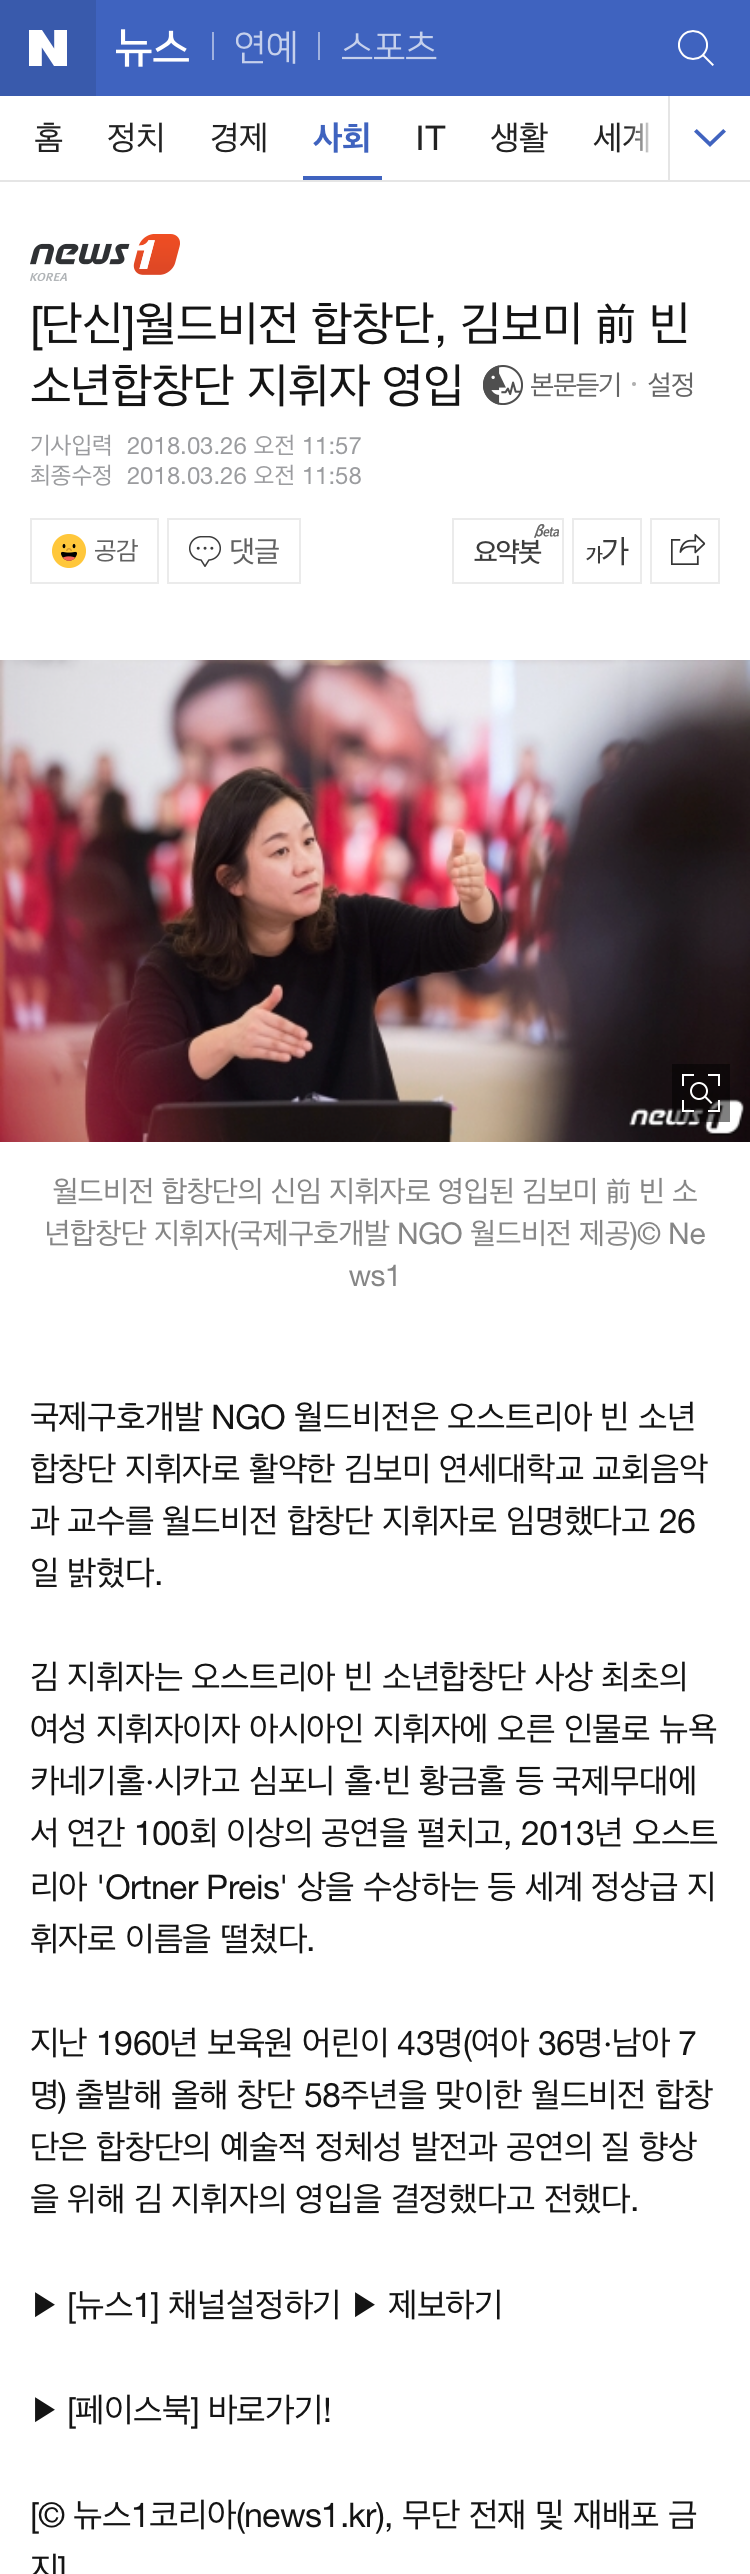 N 뉴스 연예 스포츠
홈 정치 경제 사회 IT 생활 세계
news1
KOREA
[단신]월드비전 합창단, 김보미 前 빈
소년합창단 지휘자 영입 본문듣기 · 설정
기사입력 2018.03.26 오전 11:57
최종수정 2018.03.26 오전 11:58
공감 댓글 요약봇 Beta 가가
news1
월드비전 합창단의 신임 지휘자로 영입된 김보미 前 빈 소
년합창단 지휘자(국제구호개발 NGO 월드비전 제공)© Ne
ws1
국제구호개발 NGO 월드비전은 오스트리아 빈 소년
합창단 지휘자로 활약한 김보미 연세대학교 교회음악
과 교수를 월드비전 합창단 지휘자로 임명했다고 26
일 밝혔다.
김 지휘자는 오스트리아 빈 소년합창단 사상 최초의
여성 지휘자이자 아시아인 지휘자에 오른 인물로 뉴욕
카네기홀·시카고 심포니 홀·빈 황금홀 등 국제무대에
서 연간 100회 이상의 공연을 펼치고, 2013년 오스트
리아 'Ortner Preis' 상을 수상하는 등 세계 정상급 지
휘자로 이름을 떨쳤다.
지난 1960년 보육원 어린이 43명(여아 36명·남아 7
명) 출발해 올해 창단 58주년을 맞이한 월드비전 합창
단은 합창단의 예술적 정체성 발전과 공연의 질 향상
을 위해 김 지휘자의 영입을 결정했다고 전했다.
▶ [뉴스1] 채널설정하기 ▶ 제보하기
▶ [페이스북] 바로가기!
[© 뉴스1코리아(news1.kr), 무단 전재 및 재배포 금
지]